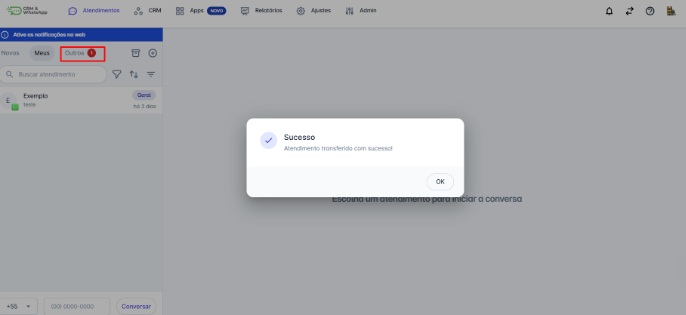 CRM &
WhatsApp
Atendimentos
CRM
Apps NOVO
Relatórios
Ajustes
Admin
Ative as notificações no web
Novos
Meus
Outros 1
Buscar atendimento
E
Exemplo
Geral
teste
há 3 dias
Sucesso
Atendimento transferido com sucesso!
OK
Escolha um atendimento para iniciar a conversa
+55
(00) 0000-0000
Conversar